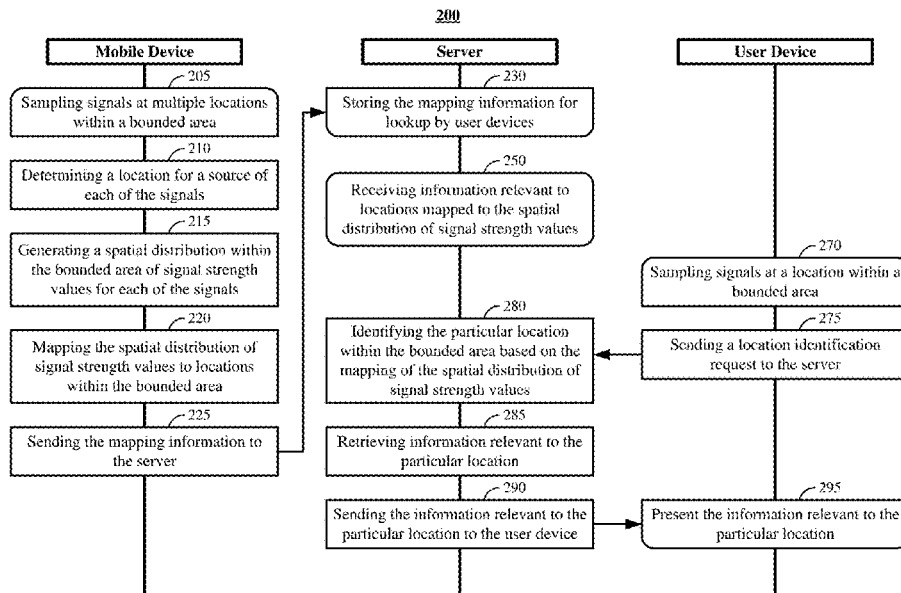 200
Mobile Device
Server
User Device
205
Sampling signals at multiple locations
within a bounded area
210
Determining a location for a source
of each of the signals
215
Generating a spatial distribution within
the bounded area of signal strength
values for each of the signals
220
Mapping the spatial distribution of
signal strength values to locations
within the bounded area
225
Sending the mapping information to
the server
230
Storing the mapping information for
lookup by user devices
250
Receiving information relevant to
locations mapped to the spatial
distribution of signal strength values
270
Sampling signals at a location within a
bounded area
275
Sending a location identification
request to the server
280
Identifying the particular location
within the bounded area based on the
mapping of the spatial distribution of
signal strength values
285
Retrieving information relevant to the
particular location
290
Sending the information relevant to the
particular location to the user device
295
Present the information relevant to the
particular location